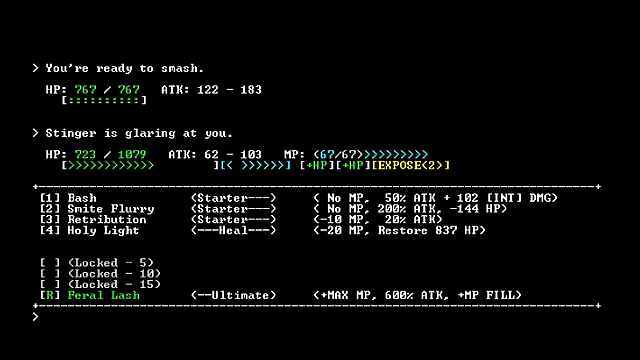 > You're ready to smash.
HP: 767 / 767 ATK: 122 - 183
[::::::::::]
> Stinger is glaring at you.
HP: 723 / 1079 ATK: 62 - 103 MP: (67/67)>>>>>>>>>
[>>>>>>>>>>>> ][< >>>>>>] [+HP][+HP][EXPOSE(2)]
[1] Bash (Starter---) ( No MP, 50% ATK + 102 [INT] DMG)
[2] Smite Flurry (Starter---) ( No MP, 200% ATK, -144 HP)
[3] Retribution (Starter---) (-10 MP, 20% ATK)
[4] Holy Light (---Heal---) (-20 MP, Restore 837 HP)
[ ] (Locked - 5)
[ ] (Locked - 10)
[ ] (Locked - 15)
[R] Feral Lash (--Ultimate) (+MAX MP, 600% ATK, +MP FILL)
>